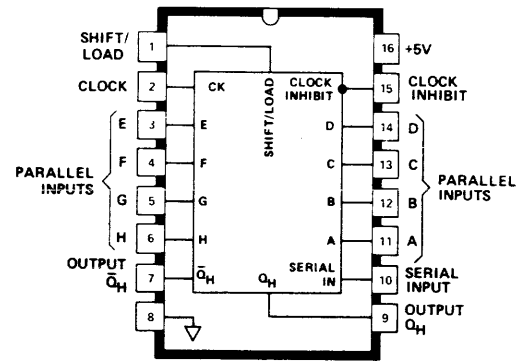 SHIFT/
LOAD
1
16
+5V
CLOCK
2
CK
SHIFT/LOAD
CLOCK
INHIBIT
15
CLOCK
INHIBIT
E
3
E
D
14
D
F
4
F
C
13
C
PARALLEL
INPUTS
PARALLEL
INPUTS
G
5
G
B
12
B
H
6
H
A
11
A
OUTPUT
Q̅H
7
Q̅H
QH
SERIAL
IN
10
SERIAL
INPUT
8
9
OUTPUT
QH